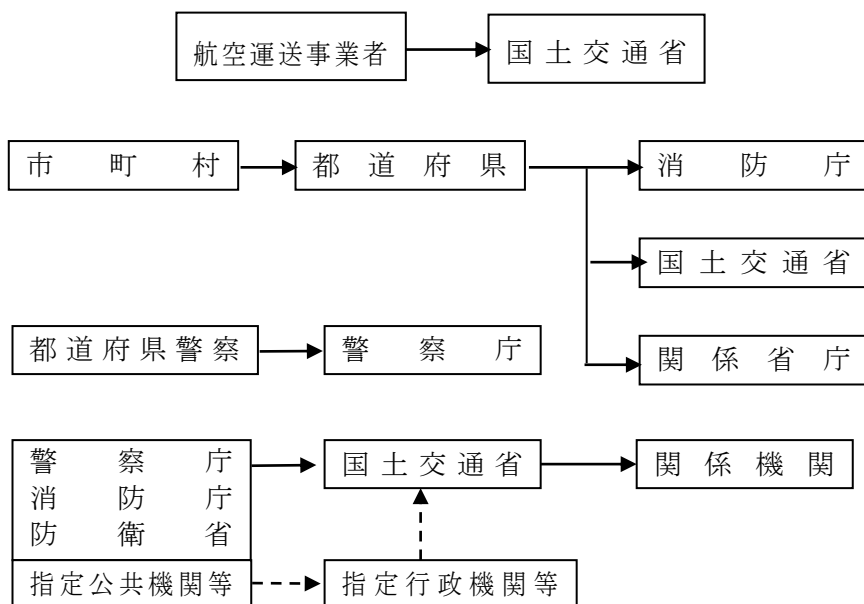 航空運送事業者
国土交通省
市町村
都道府県
消防庁
国土交通省
都道府県警察
警察庁
関係省庁
警察庁
消防庁
防衛省
国土交通省
関係機関
指定公共機関等
指定行政機関等